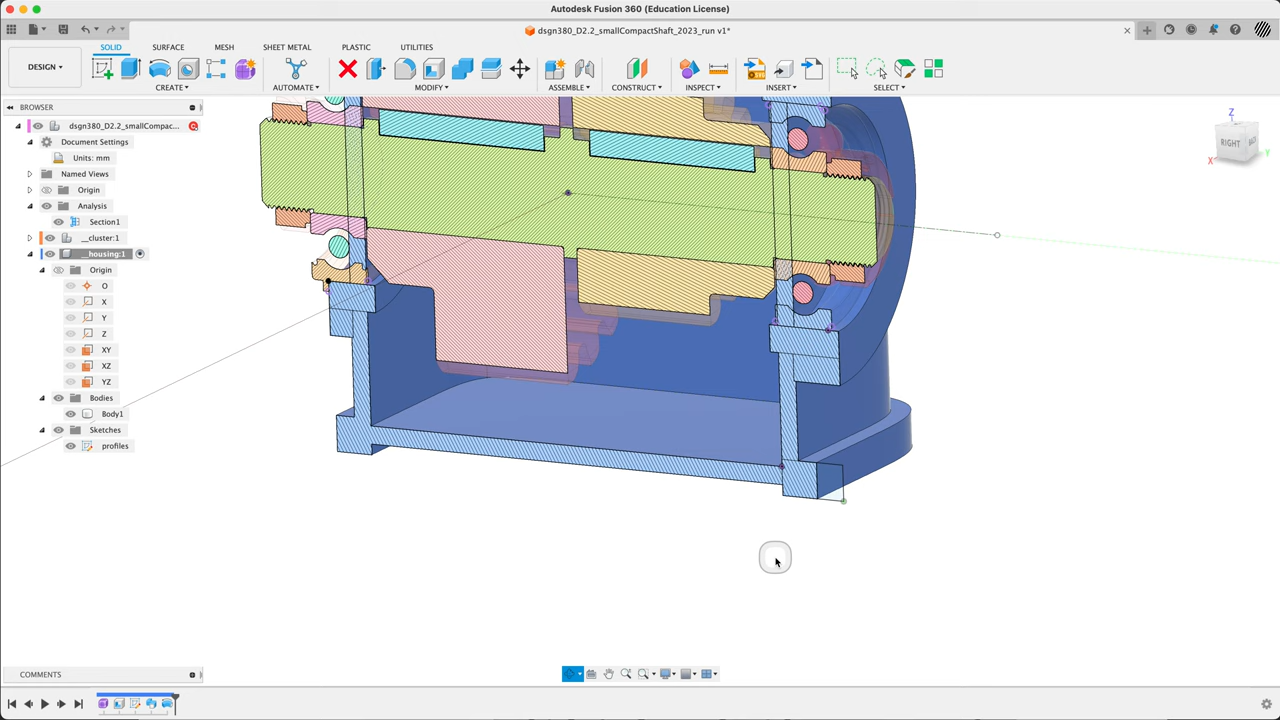 Autodesk Fusion 360 (Education License)
dsgn380_D2.2_smallCompactShaft_2023_run v1*
DESIGN
SOLID SURFACE MESH SHEET METAL PLASTIC UTILITIES
CREATE AUTOMATE MODIFY ASSEMBLE CONSTRUCT INSPECT INSERT SELECT
BROWSER
dsgn380_D2.2_smallCompac...
Document Settings
Units: mm
Named Views
Origin
Analysis
Section1
__cluster:1
__housing:1
Origin
O
X
Y
Z
XY
XZ
YZ
Bodies
Body1
Sketches
profiles
Z
RIGHT
X
Y
COMMENTS